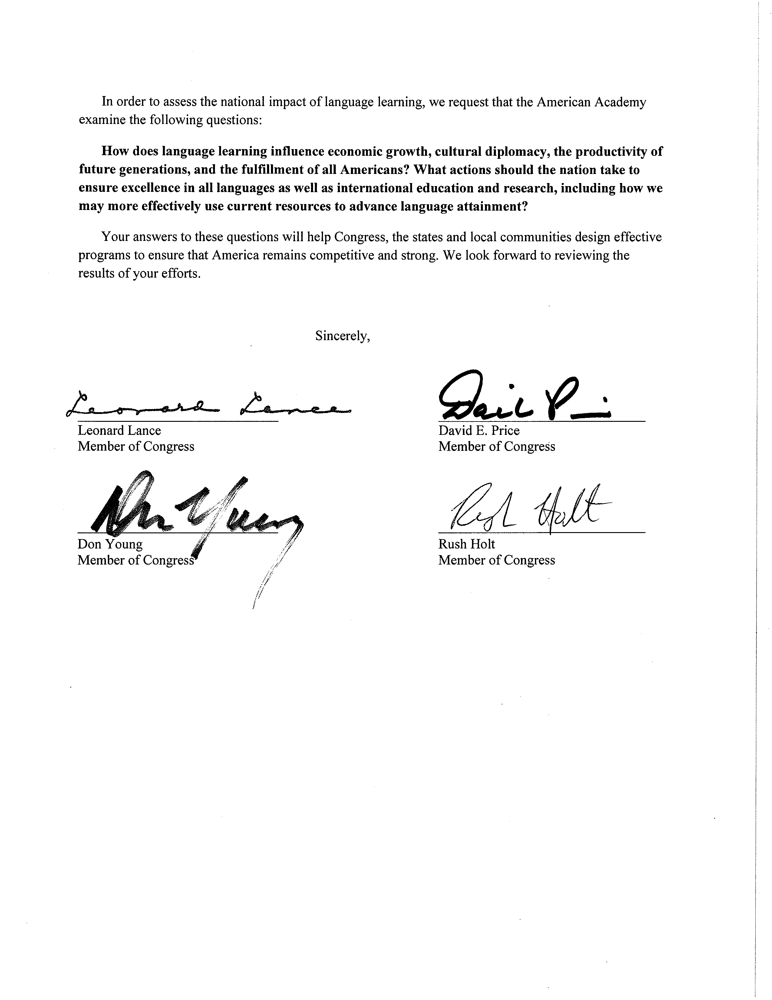 In order to assess the national impact of language learning, we request that the American Academy
examine the following questions:
How does language learning influence economic growth, cultural diplomacy, the productivity of
future generations, and the fulfillment of all Americans? What actions should the nation take to
ensure excellence in all languages as well as international education and research, including how we
may more effectively use current resources to advance language attainment?
Your answers to these questions will help Congress, the states and local communities design effective
programs to ensure that America remains competitive and strong. We look forward to reviewing the
results of your efforts.
Sincerely,
Leonard Lance
Leonard Lance
Member of Congress
David P
David E. Price
Member of Congress
Don Young
Don Young
Member of Congress
Rush Holt
Rush Holt
Member of Congress